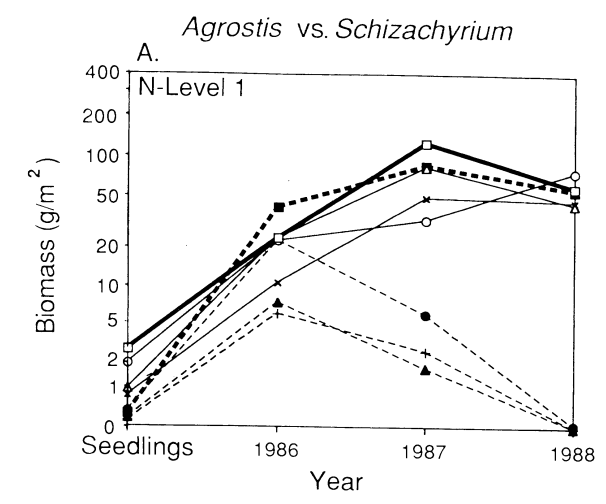 Agrostis vs. Schizachyrium
A.
N-Level 1
400
200
100
50
20
10
5
2
1
0
Biomass (g/m²)
Seedlings 1986 1987 1988
Year